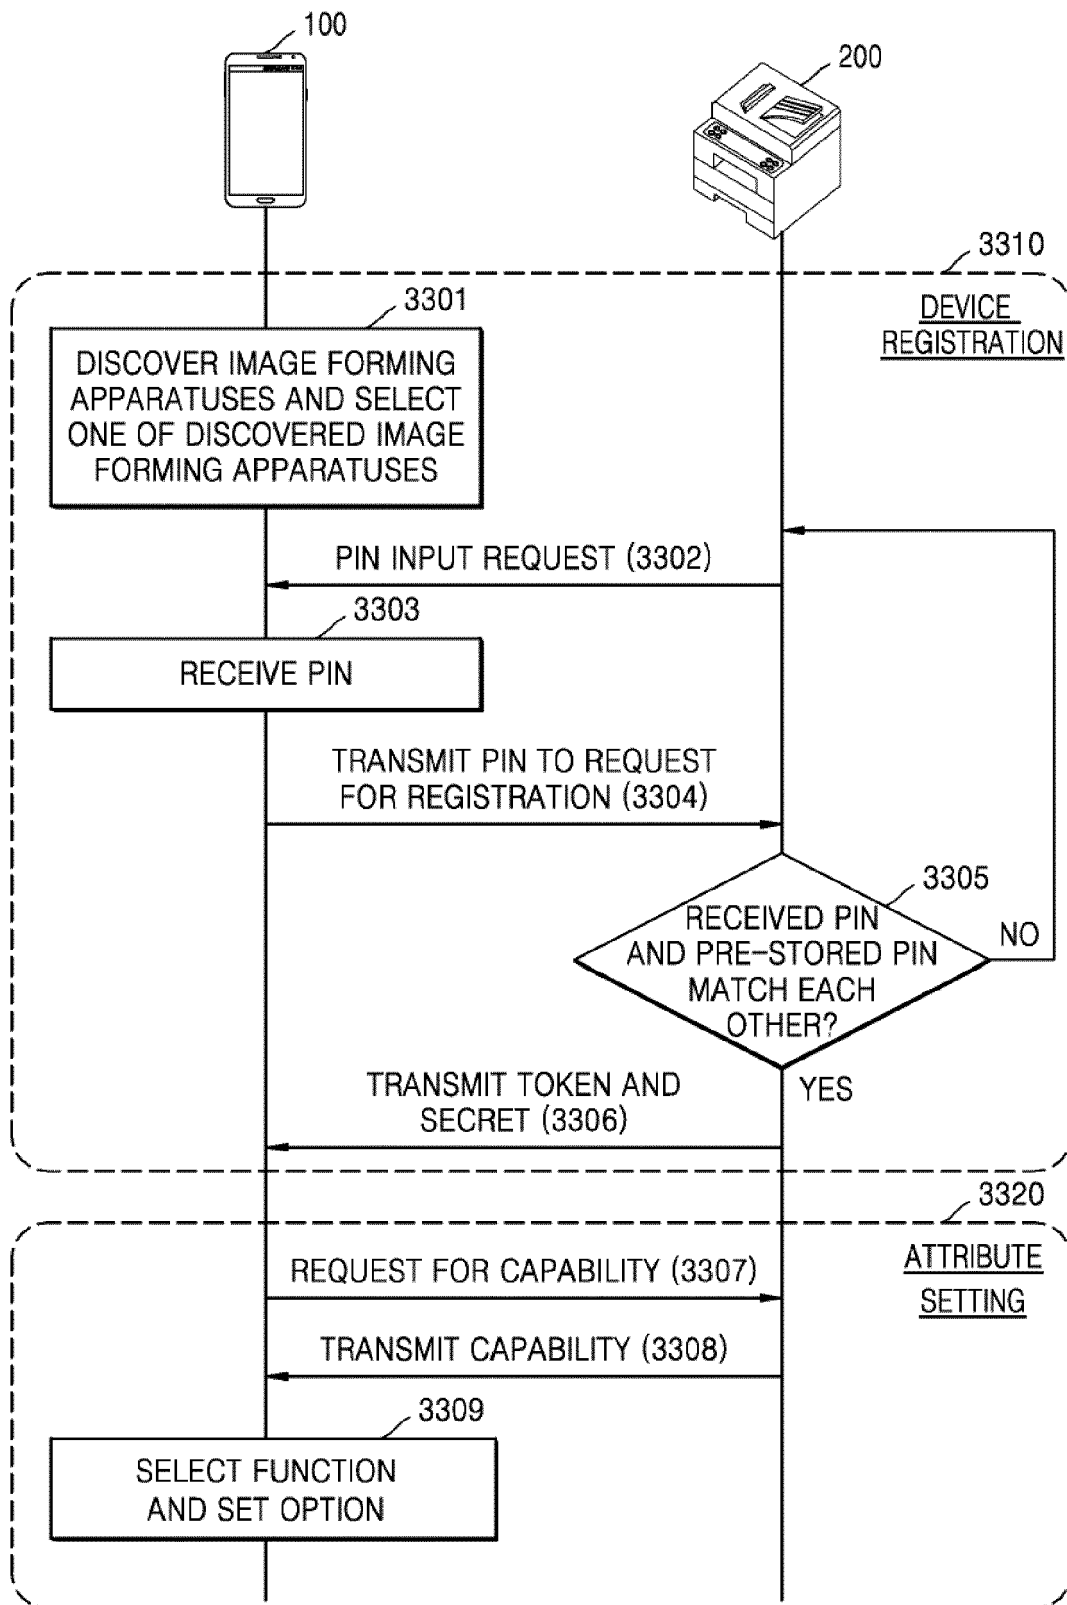 100
200
3310
DEVICE
REGISTRATION
3301
DISCOVER IMAGE FORMING
APPARATUSES AND SELECT
ONE OF DISCOVERED IMAGE
FORMING APPARATUSES
PIN INPUT REQUEST (3302)
3303
RECEIVE PIN
TRANSMIT PIN TO REQUEST
FOR REGISTRATION (3304)
3305
RECEIVED PIN
AND PRE-STORED PIN
MATCH EACH
OTHER?
NO
YES
TRANSMIT TOKEN AND
SECRET (3306)
3320
ATTRIBUTE
SETTING
REQUEST FOR CAPABILITY (3307)
TRANSMIT CAPABILITY (3308)
3309
SELECT FUNCTION
AND SET OPTION